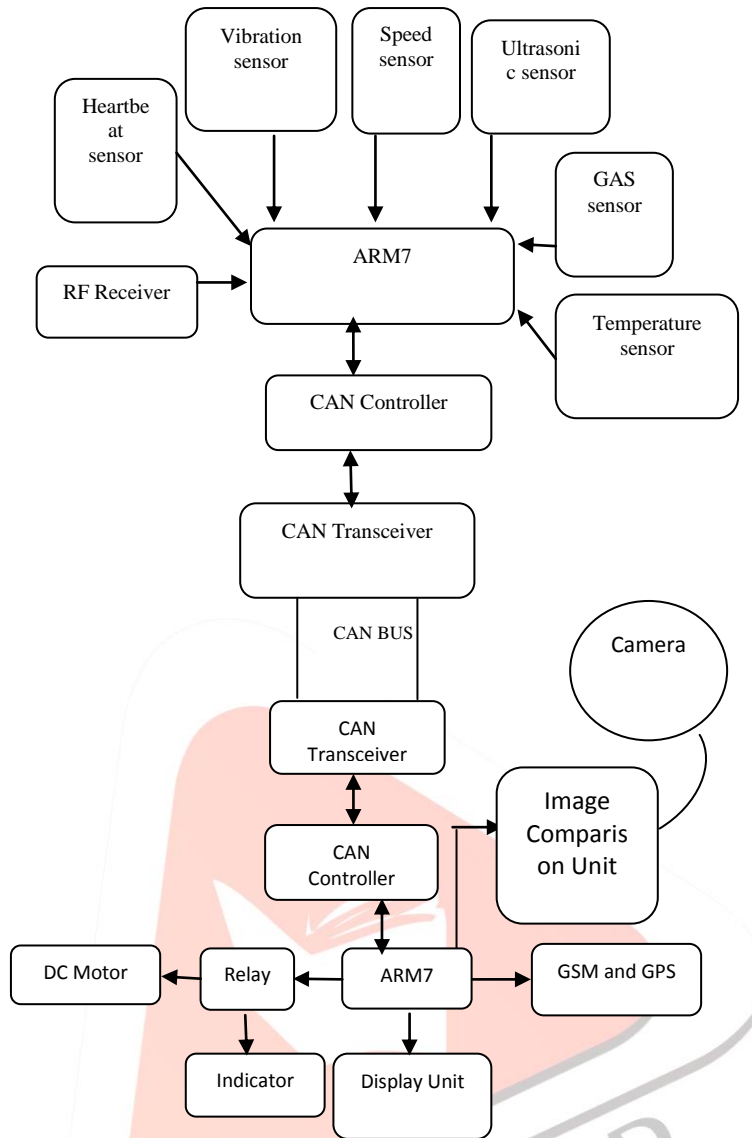 Vibration
sensor
Speed
sensor
Ultrasoni
c sensor
Heartbe
at
sensor
GAS
sensor
ARM7
RF Receiver
Temperature
sensor
CAN Controller
CAN Transceiver
CAN BUS
Camera
CAN
Transceiver
Image
Comparis
on Unit
CAN
Controller
DC Motor
Relay
ARM7
GSM and GPS
Indicator
Display Unit